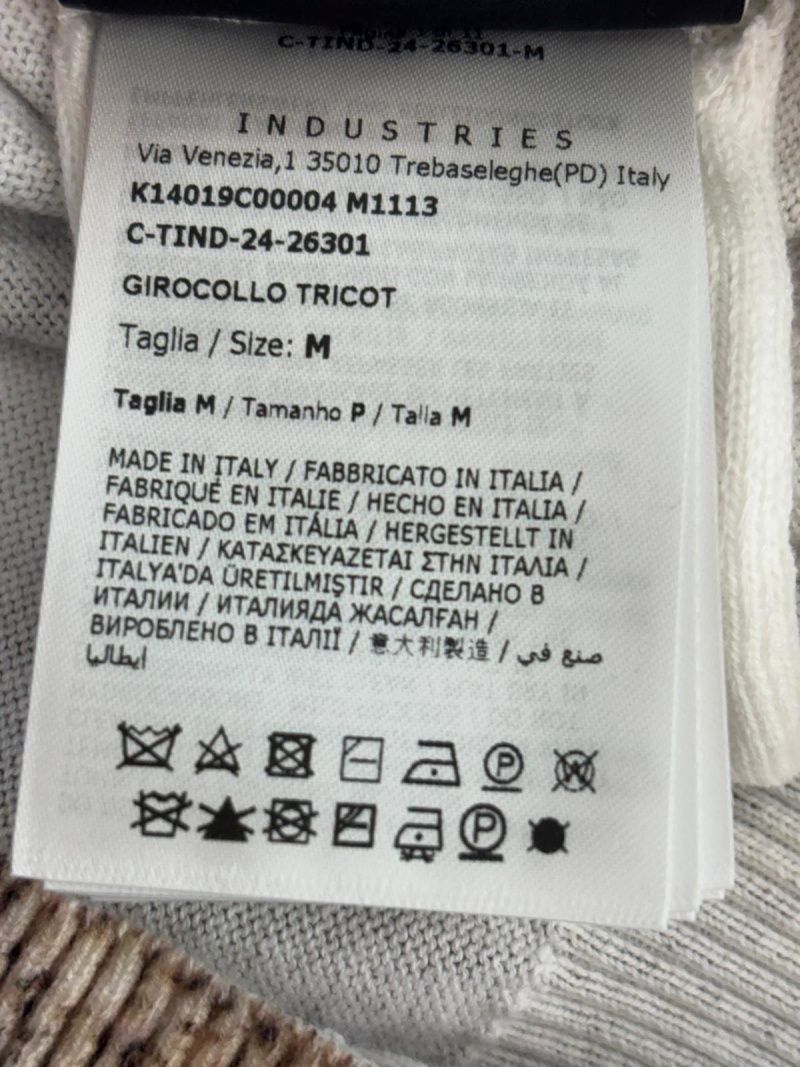 C-TIND-24-26301-M
INDUSTRIES
Via Venezia,1 35010 Trebaseleghe(PD) Italy
K14019C00004 M1113
C-TIND-24-26301
GIROCOLLO TRICOT
Taglia / Size: M
Taglia M / Tamanho P / Talla M
MADE IN ITALY / FABBRICATO IN ITALIA /
FABRIQUÉ EN ITALIE / HECHO EN ITALIA /
FABRICADO EM ITÁLIA / HERGESTELLT IN
ITALIEN / ΚΑΤΑΣΚΕΥΑΖΕΤΑΙ ΣΤΗΝ ΙΤΑΛΙΑ /
ITALYA'DA ÜRETILMIŞTIR / СДЕЛАНО В
ИТАЛИИ / ИТАЛИЯДА ЖАСАЛҒАН /
ВИРОБЛЕНО В ІТАЛІЇ / 意大利製造 / صنع في
ايطاليا
P W
P